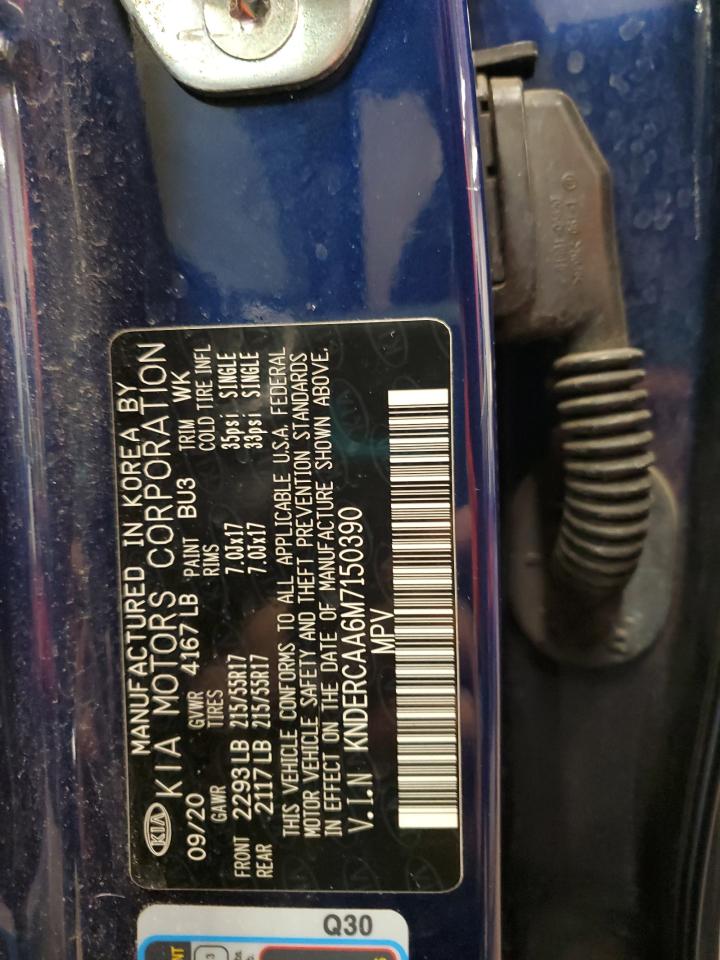 MANUFACTURED IN KOREA BY
KIA KIA MOTORS CORPORATION
09/20 GVWR 4167 LB PAINT BU3 TRIM WK
GAWR TIRES RIMS COLD TIRE INFL
FRONT 2293 LB 215/55R17 7.0Jx17 35psi SINGLE
REAR 2117 LB 215/55R17 7.0Jx17 33psi SINGLE
THIS VEHICLE CONFORMS TO ALL APPLICABLE U.S.A. FEDERAL
MOTOR VEHICLE SAFETY AND THEFT PREVENTION STANDARDS
IN EFFECT ON THE DATE OF MANUFACTURE SHOWN ABOVE.
V.I.N KNDERCAA6M7150390
MPV
Q30